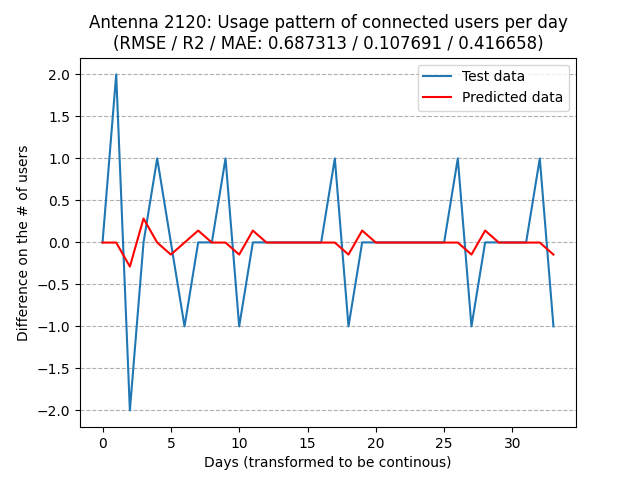 Antenna 2120: Usage pattern of connected users per day
(RMSE / R2 / MAE: 0.687313 / 0.107691 / 0.416658)
Test data
Predicted data
Difference on the # of users
2.0
1.5
1.0
0.5
0.0
−0.5
−1.0
−1.5
−2.0
0 5 10 15 20 25 30
Days (transformed to be continous)